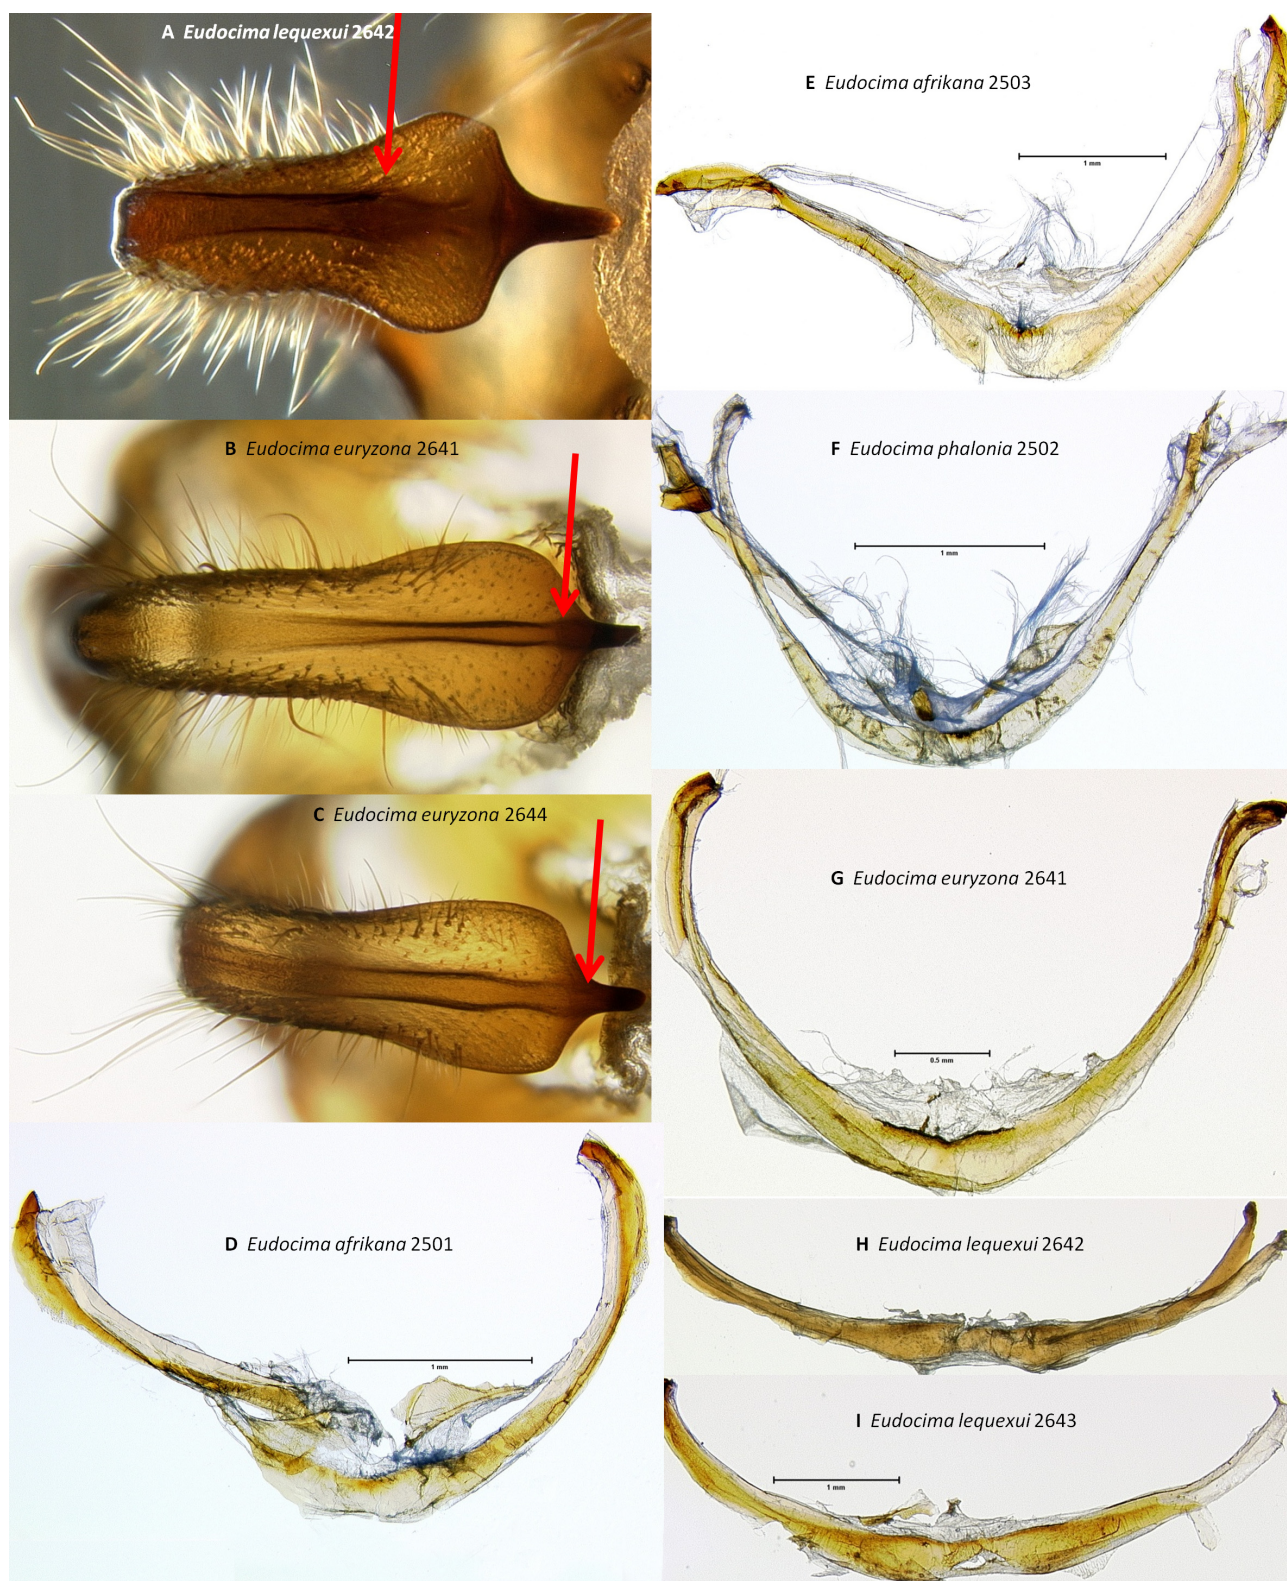 A Eudocima lequexui 2642
B Eudocima euryzona 2641
C Eudocima euryzona 2644
D Eudocima afrikana 2501
1 mm
E Eudocima afrikana 2503
1 mm
F Eudocima phalonia 2502
1 mm
G Eudocima euryzona 2641
0.5 mm
H Eudocima lequexui 2642
I Eudocima lequexui 2643
1 mm